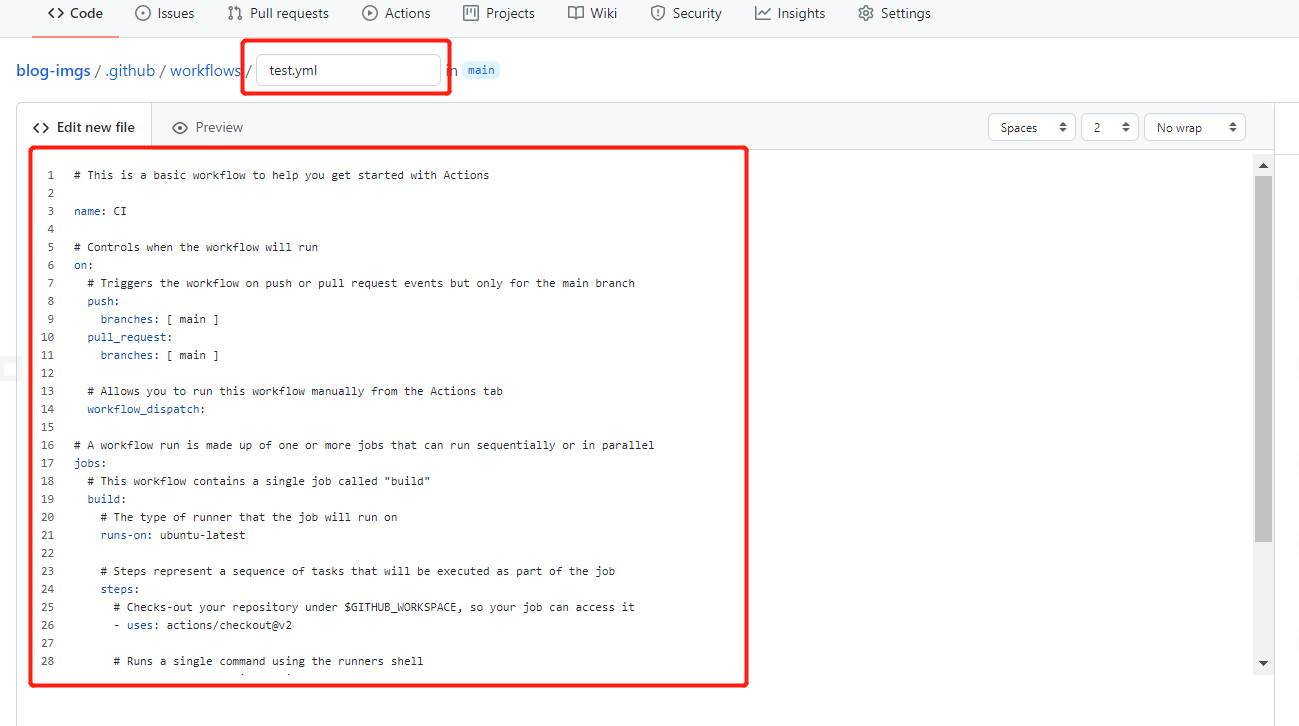 Code Issues Pull requests Actions Projects Wiki Security Insights Settings
blog-imgs / .github / workflows / test.yml in main
Edit new file Preview Spaces 2 No wrap
1 # This is a basic workflow to help you get started with Actions
2
3 name: CI
4
5 # Controls when the workflow will run
6 on:
7 # Triggers the workflow on push or pull request events but only for the main branch
8 push:
9 branches: [ main ]
10 pull_request:
11 branches: [ main ]
12
13 # Allows you to run this workflow manually from the Actions tab
14 workflow_dispatch:
15
16 # A workflow run is made up of one or more jobs that can run sequentially or in parallel
17 jobs:
18 # This workflow contains a single job called "build"
19 build:
20 # The type of runner that the job will run on
21 runs-on: ubuntu-latest
22
23 # Steps represent a sequence of tasks that will be executed as part of the job
24 steps:
25 # Checks-out your repository under $GITHUB_WORKSPACE, so your job can access it
26 - uses: actions/checkout@v2
27
28 # Runs a single command using the runners shell